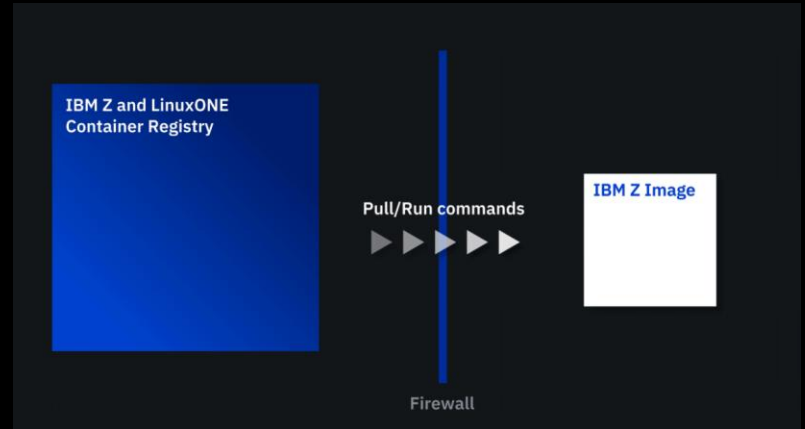 IBM Z and LinuxONE
Container Registry
Pull/Run commands
IBM Z Image
Firewall